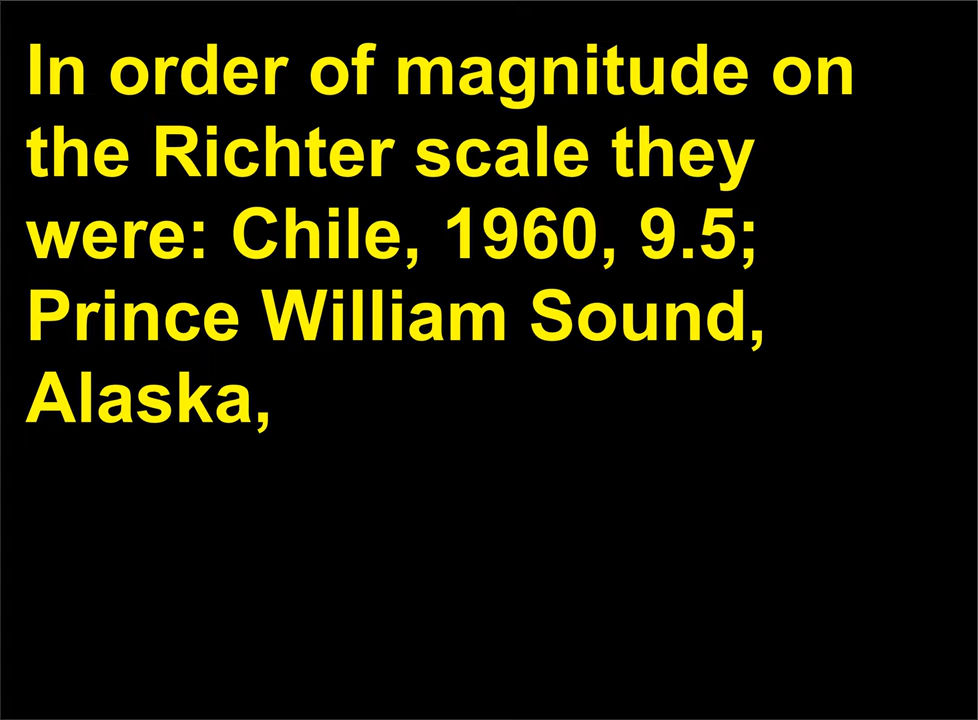 In order of magnitude on
the Richter scale they
were: Chile, 1960, 9.5;
Prince William Sound,
Alaska,